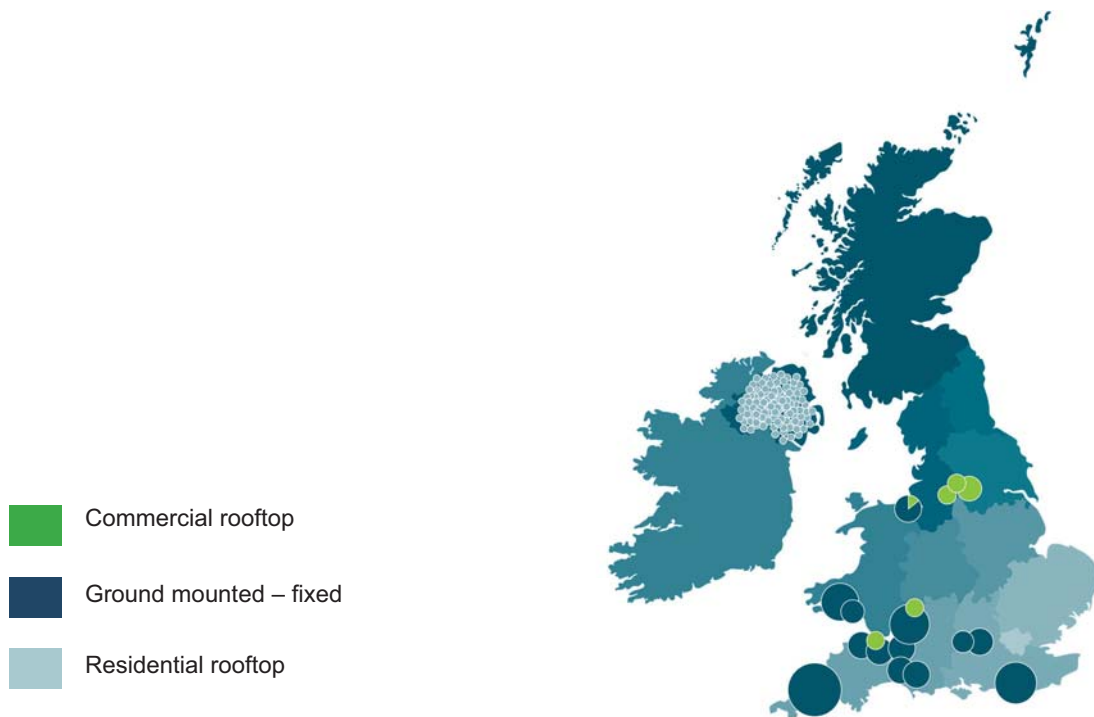 Commercial rooftop
Ground mounted – fixed
Residential rooftop